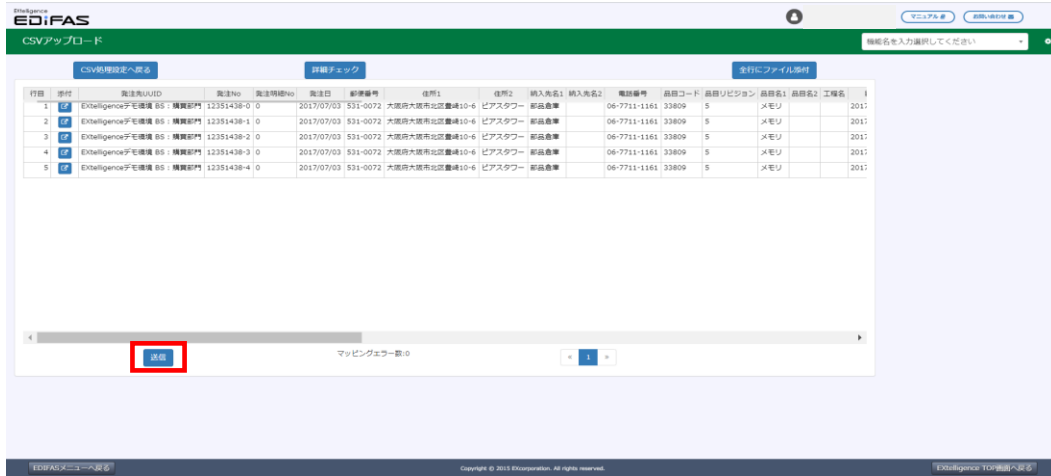 EXtelligence
EDiFAS
マニュアル お問い合わせ
CSVアップロード 機能名を入力選択してください
CSV処理設定へ戻る 詳細チェック 全行にファイル添付
行目 添付 発注先UUID 発注No 発注明細No 発注日 郵便番号 住所1 住所2 納入先名1 納入先名2 電話番号 品目コード 品目リビジョン 品目名1 品目名2 工程名
1 EXtelligenceデモ環境 BS : 購買部門 12351438-0 0 2017/07/03 531-0072 大阪府大阪市北区豊崎10-6 ピアスタワー 部品倉庫 06-7711-1161 33809 5 メモリ 2017
2 EXtelligenceデモ環境 BS : 購買部門 12351438-1 0 2017/07/03 531-0072 大阪府大阪市北区豊崎10-6 ピアスタワー 部品倉庫 06-7711-1161 33809 5 メモリ 2017
3 EXtelligenceデモ環境 BS : 購買部門 12351438-2 0 2017/07/03 531-0072 大阪府大阪市北区豊崎10-6 ピアスタワー 部品倉庫 06-7711-1161 33809 5 メモリ 2017
4 EXtelligenceデモ環境 BS : 購買部門 12351438-3 0 2017/07/03 531-0072 大阪府大阪市北区豊崎10-6 ピアスタワー 部品倉庫 06-7711-1161 33809 5 メモリ 2017
5 EXtelligenceデモ環境 BS : 購買部門 12351438-4 0 2017/07/03 531-0072 大阪府大阪市北区豊崎10-6 ピアスタワー 部品倉庫 06-7711-1161 33809 5 メモリ 2017
送信 マッピングエラー数:0 « 1 »
EDIFASメニューへ戻る Copyright © 2015 EXcorporation. All rights reserved. EXtelligence TOP画面へ戻る